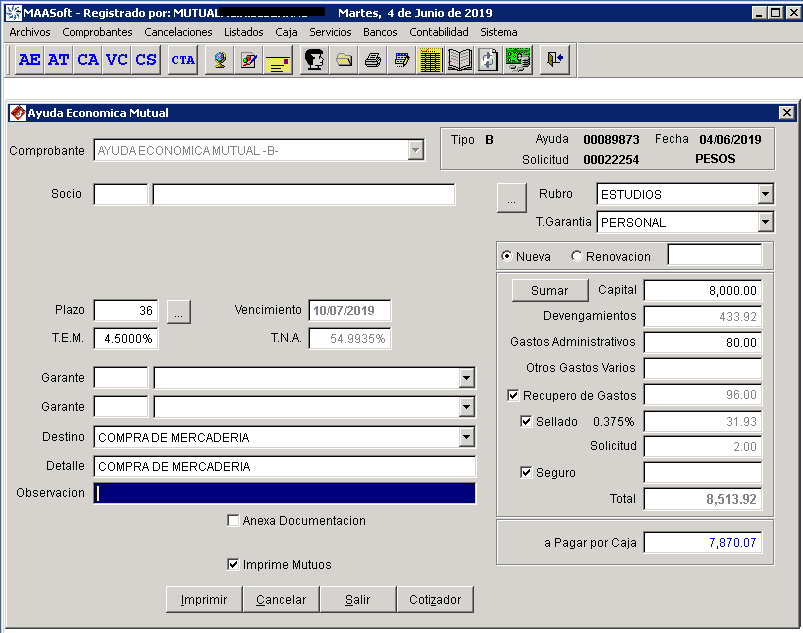 MAASoft - Registrado por: MUTUAL Martes, 4 de Junio de 2019
Archivos Comprobantes Cancelaciones Listados Caja Servicios Bancos Contabilidad Sistema
AE AT CA VC CS CTA
Ayuda Economica Mutual
Comprobante AYUDA ECONOMICA MUTUAL -B-
Tipo B Ayuda 00089873 Fecha 04/06/2019
Solicitud 00022254 PESOS
Socio
... Rubro ESTUDIOS
T.Garantia PERSONAL
Nueva Renovacion
Sumar Capital 8,000.00
Plazo 36 ... Vencimiento 10/07/2019
Devengamientos 433.92
T.E.M. 4.5000% T.N.A. 54.9935%
Gastos Administrativos 80.00
Otros Gastos Varios
Garante
Recupero de Gastos 96.00
Garante
Sellado 0.375% 31.93
Destino COMPRA DE MERCADERIA
Solicitud 2.00
Detalle COMPRA DE MERCADERIA
Seguro
Observacion
Total 8,513.92
Anexa Documentacion
a Pagar por Caja 7,870.07
Imprime Mutuos
Imprimir Cancelar Salir Cotizador